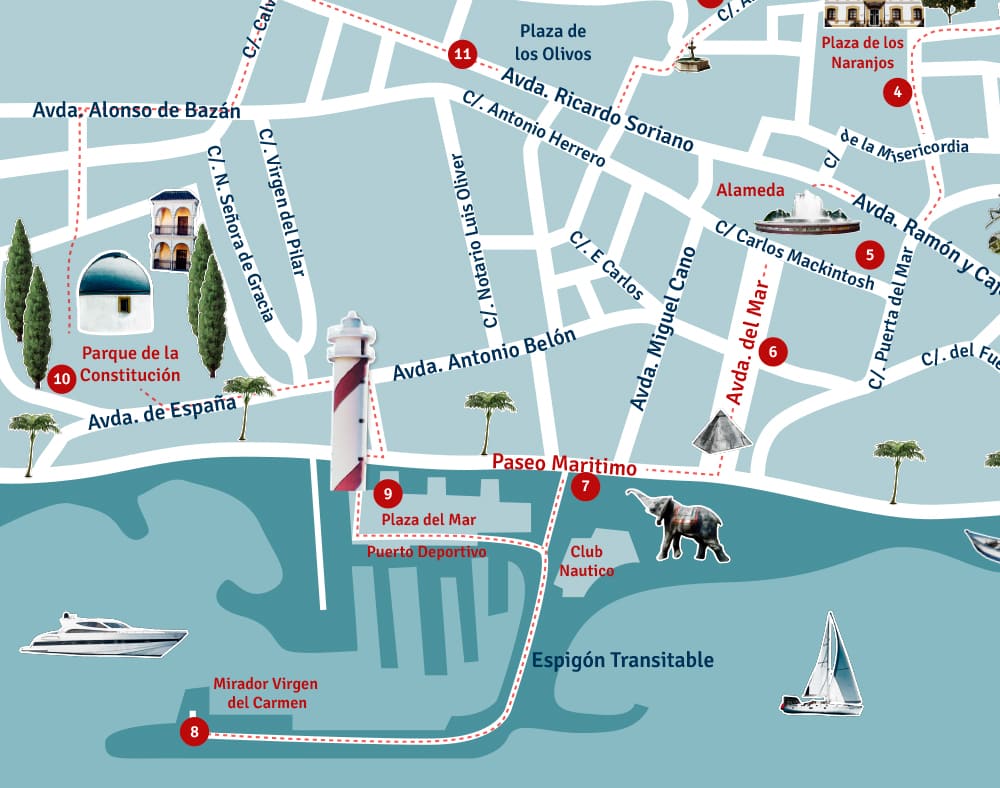 C/. Calv
C/. A
11
Plaza de
los Olivos
Plaza de los
Naranjos
4
Avda. Alonso de Bazán
Avda. Ricardo Soriano
C/. Antonio Herrero
C/. N. Señora de Gracia
C/. Virgen del Pilar
C/. Notario Luis Oliver
C/ de la Misericordia
Alameda
Avda. Ramón y Caj
C/ Carlos Mackintosh
5
C/. E Carlos
Avda. Miguel Cano
Avda. del Mar
C/. Puerta del Mar
C/. del Fue
6
Parque de la
Constitución
10
Avda. Antonio Belón
Avda. de España
Paseo Maritimo
7
9
Plaza del Mar
Puerto Deportivo
Club
Nautico
Espigón Transitable
Mirador Virgen
del Carmen
8